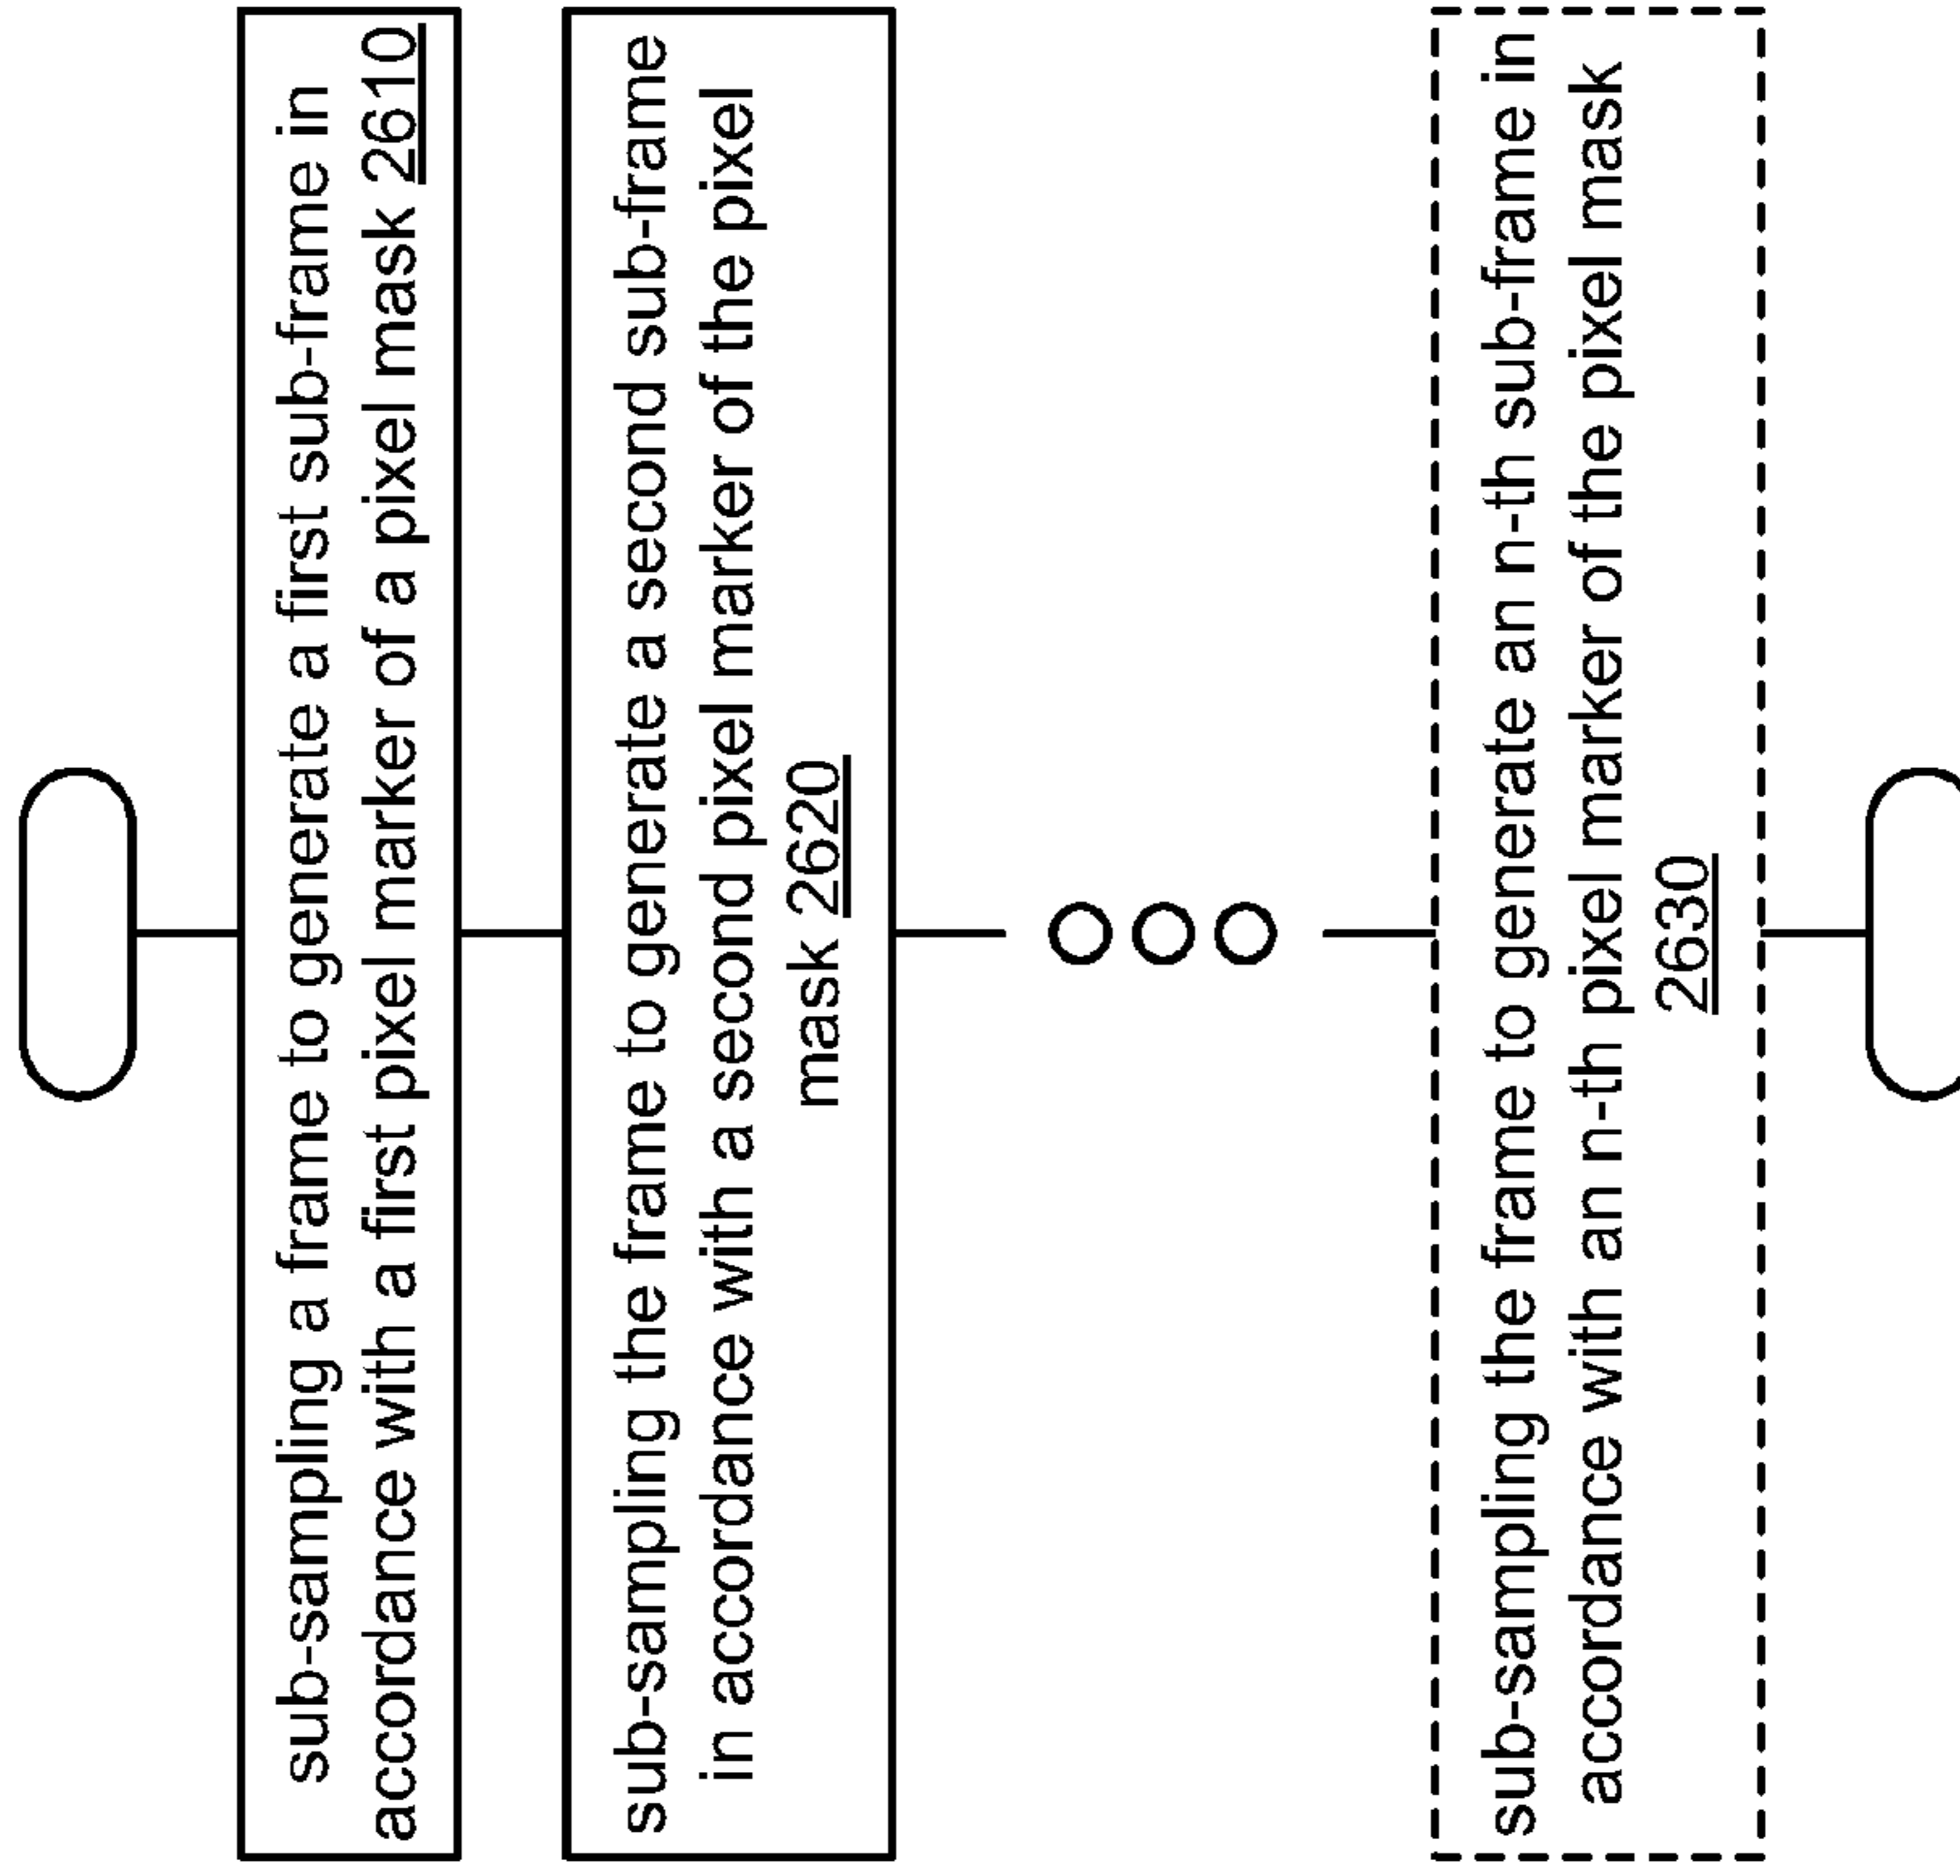 sub-sampling a frame to generate a first sub-frame in
accordance with a first pixel marker of a pixel mask 2610
sub-sampling the frame to generate a second sub-frame
in accordance with a second pixel marker of the pixel
mask 2620
sub-sampling the frame to generate an n-th sub-frame in
accordance with an n-th pixel marker of the pixel mask
2630